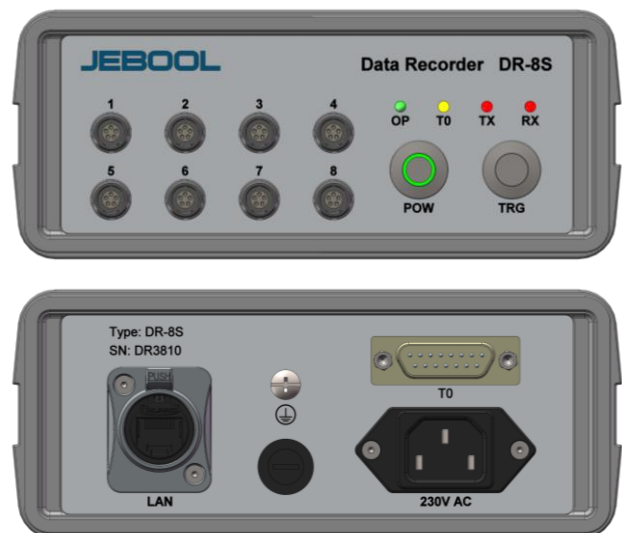 JEBOOL
Data Recorder DR-8S
1 2 3 4
OP T0 TX RX
5 6 7 8
POW TRG
Type: DR-8S
SN: DR3810
PUSH
T0
LAN
230V AC